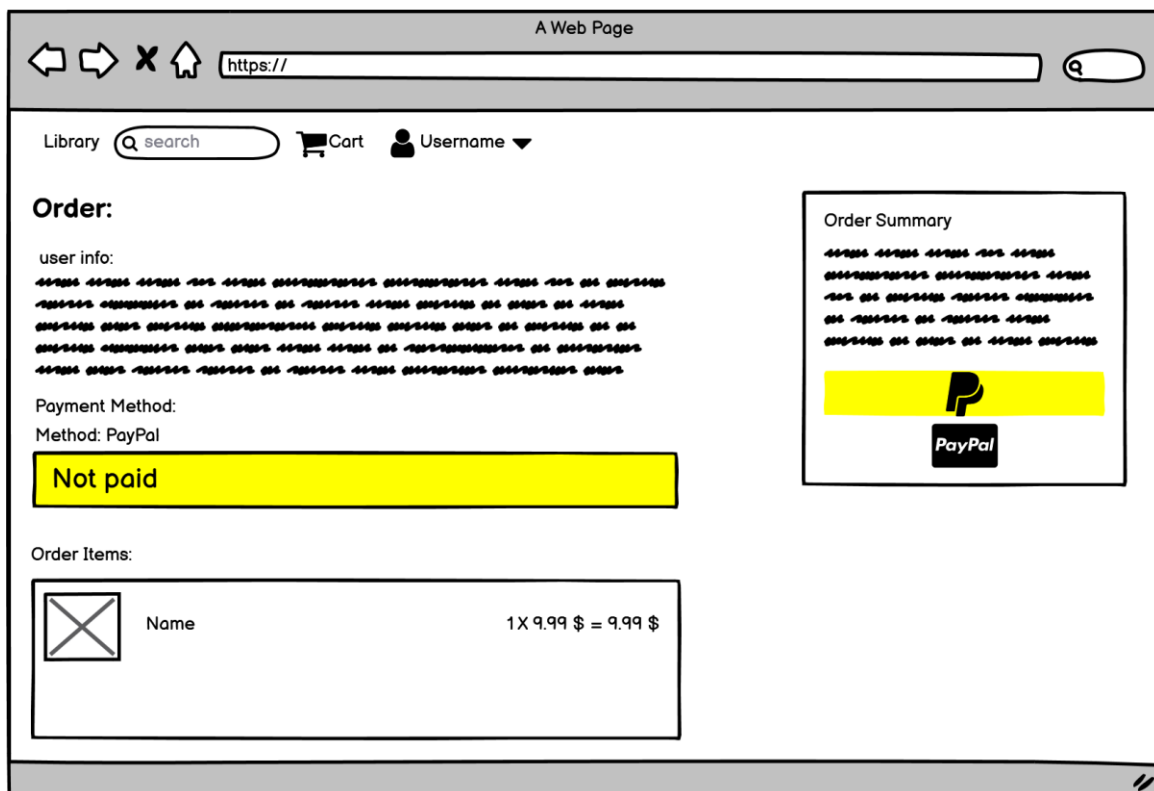 A Web Page
https://
Library search Cart Username
Order:
user info:
Payment Method:
Method: PayPal
Not paid
Order Items:
Name 1 X 9.99 $ = 9.99 $
Order Summary
PayPal